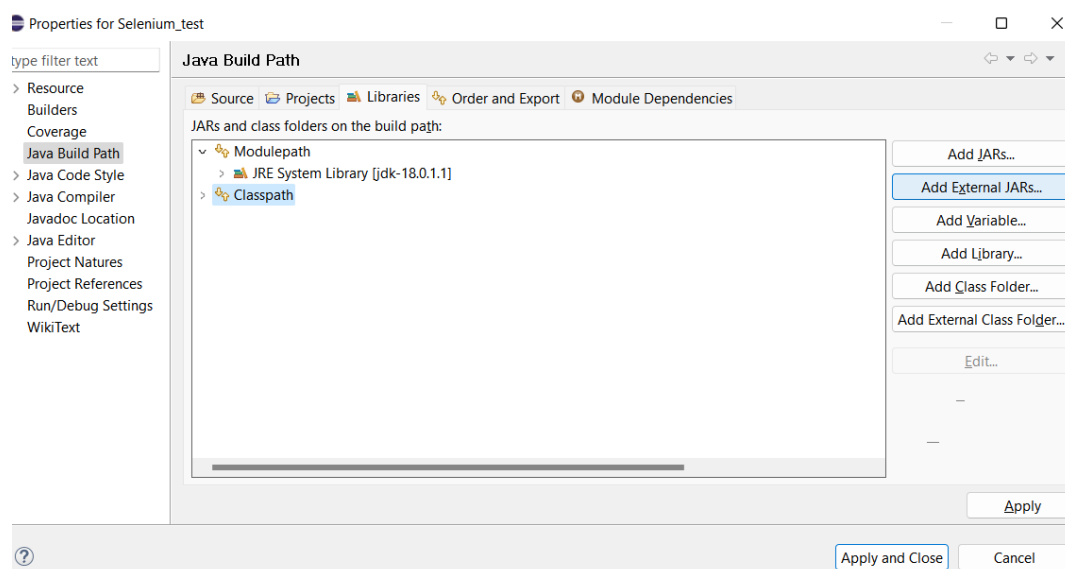 Properties for Selenium_test
type filter text
Resource
Builders
Coverage
Java Build Path
Java Code Style
Java Compiler
Javadoc Location
Java Editor
Project Natures
Project References
Run/Debug Settings
WikiText
Java Build Path
Source Projects Libraries Order and Export Module Dependencies
JARs and class folders on the build path:
Modulepath
JRE System Library [jdk-18.0.1.1]
Classpath
Add JARs...
Add External JARs...
Add Variable...
Add Library...
Add Class Folder...
Add External Class Folder...
Edit...
Apply
Apply and Close
Cancel